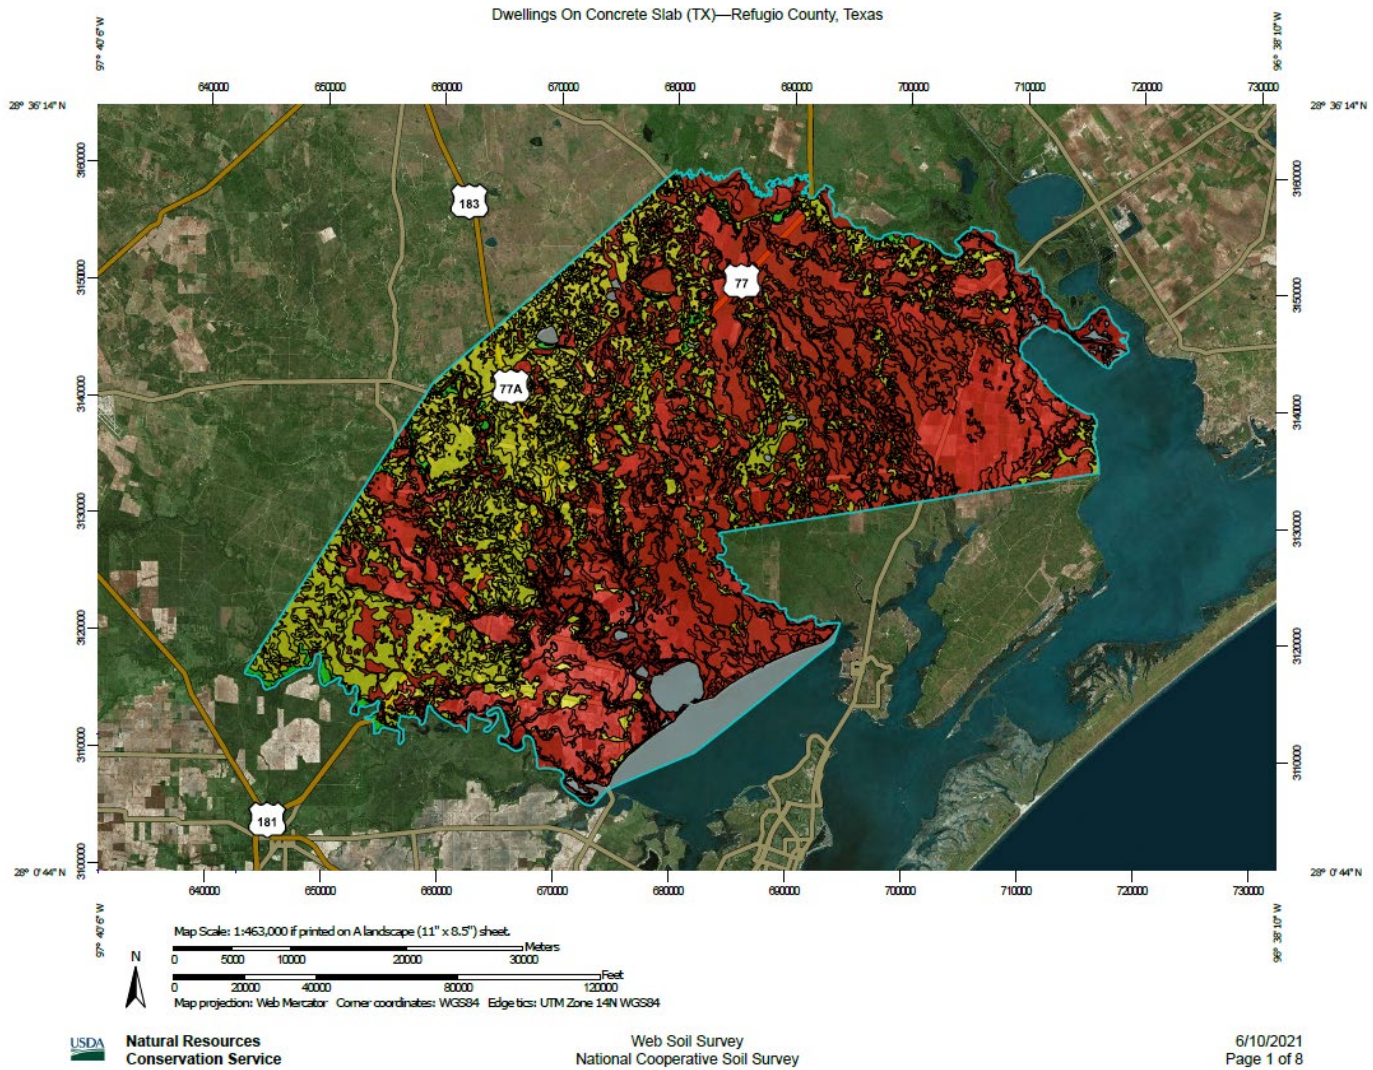 Dwellings On Concrete Slab (TX)—Refugio County, Texas
97° 40' 6" W
96° 38' 10" W
640000 650000 660000 670000 680000 690000 700000 710000 720000 730000
28° 36' 14" N
28° 36' 14" N
3160000
3160000
183
3150000
77
3150000
3140000
77A
3140000
3130000
3130000
3120000
3120000
3110000
3110000
181
3100000
28° 0' 44" N
28° 0' 44" N
640000 650000 660000 670000 680000 690000 700000 710000 720000 730000
97° 40' 6" W
96° 38' 10" W
Map Scale: 1:463,000 if printed on A landscape (11" x 8.5") sheet.
Meters
N
0 5000 10000 20000 30000
Feet
0 20000 40000 80000 120000
Map projection: Web Mercator Corner coordinates: WGS84 Edge tics: UTM Zone 14N WGS84
USDA
Natural Resources
Conservation Service
Web Soil Survey
National Cooperative Soil Survey
6/10/2021
Page 1 of 8